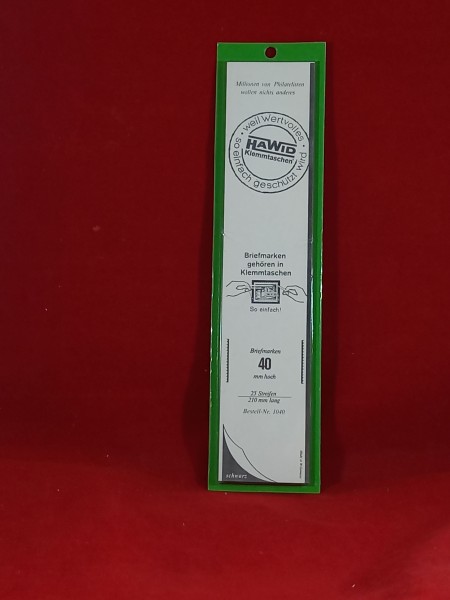 Millionen von Philatelisten
wollen nichts anderes
· weil Wertvolles ·
HAWID
Klemmtaschen
so einfach geschützt wird
Briefmarken
gehören in
Klemmtaschen
So einfach!
Briefmarken
40
mm hoch
25 Streifen
210 mm lang
Bestell-Nr. 1040
schwarz